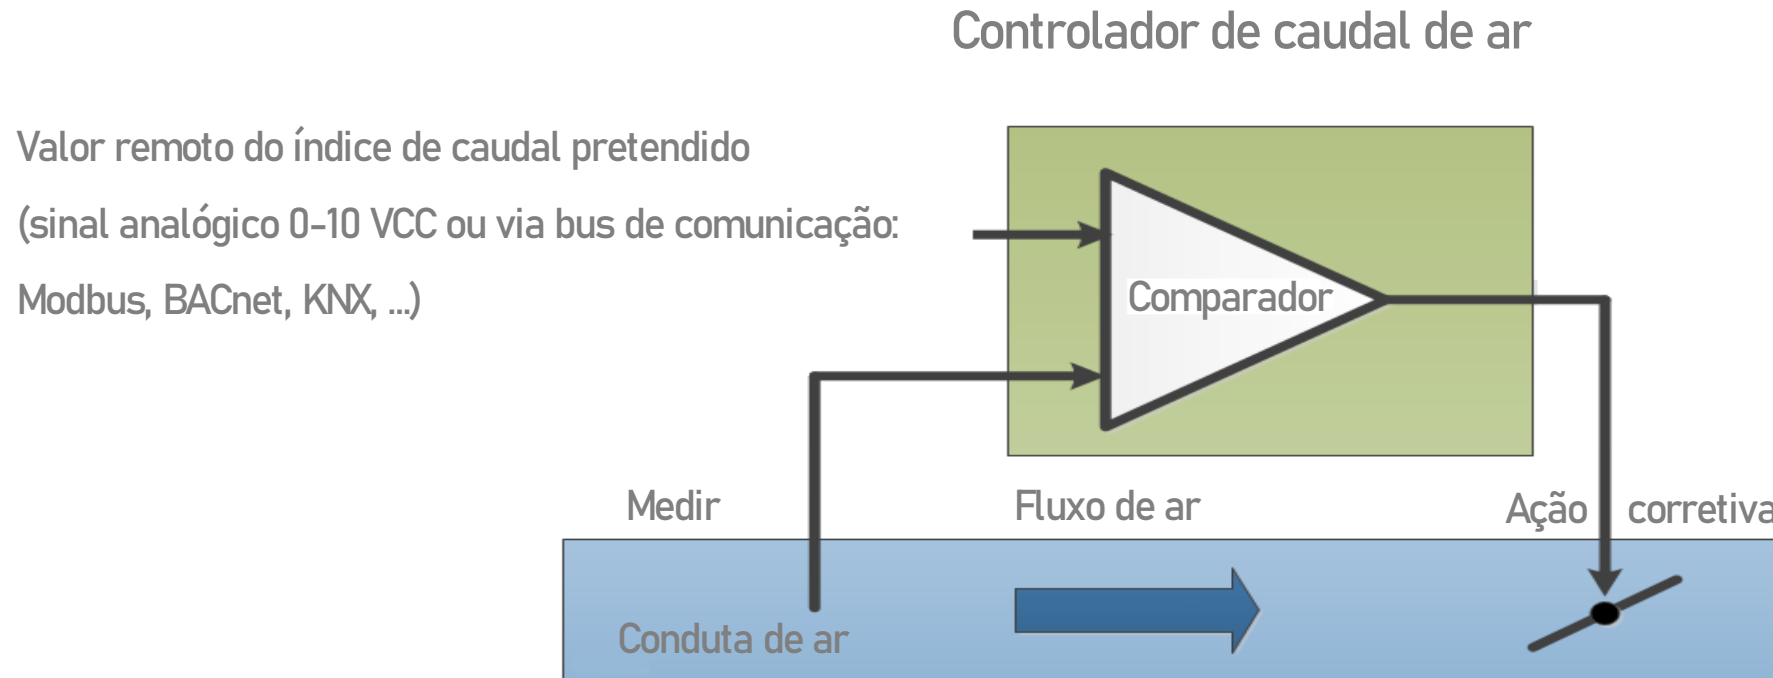 Controlador de caudal de ar
Valor remoto do índice de caudal pretendido
(sinal analógico 0-10 VCC ou via bus de comunicação:
Modbus, BACnet, KNX, ...)
Comparador
Medir
Fluxo de ar
Ação corretiva
Conduta de ar